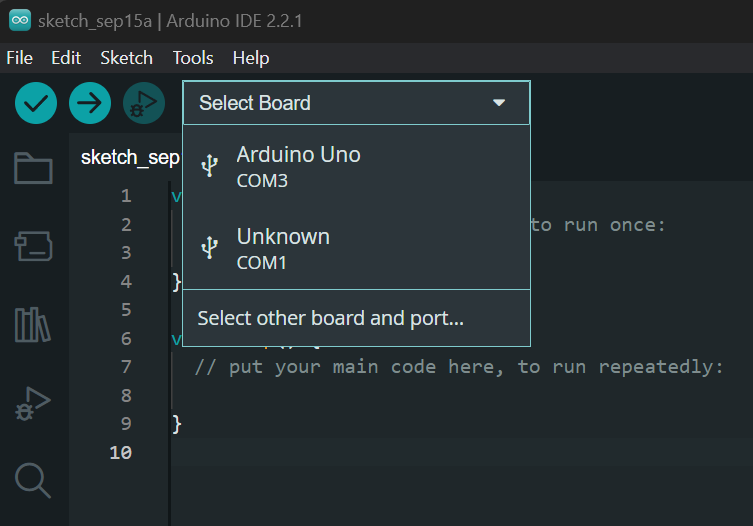 sketch_sep15a | Arduino IDE 2.2.1
File Edit Sketch Tools Help
Select Board
Arduino Uno
COM3
Unknown
COM1
Select other board and port...
sketch_sep
1 v
2 to run once:
3
4 }
5
6 v
7 // put your main code here, to run repeatedly:
8
9 }
10